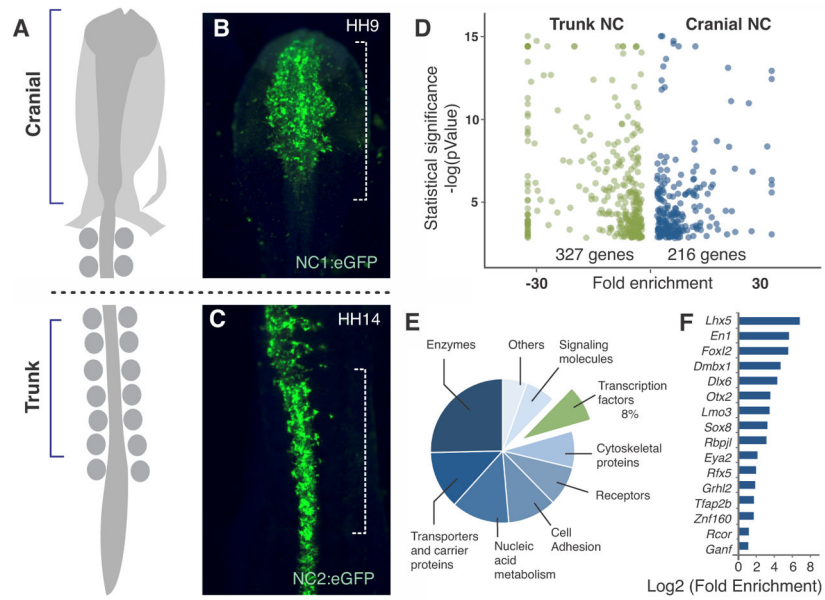 A
Cranial
Trunk
B
HH9
NC1:eGFP
C
HH14
NC2:eGFP
D
Trunk NC
Cranial NC
Statistical significance
-log(pValue)
15
10
5
327 genes
216 genes
-30
Fold enrichment
30
E
Enzymes
Others
Signaling
molecules
Transcription
factors
8%
Cytoskeletal
proteins
Receptors
Cell
Adhesion
Nucleic
acid
metabolism
Transporters
and carrier
proteins
F
Lhx5
En1
Foxl2
Dmbx1
Dlx6
Otx2
Lmo3
Sox8
Rbpjl
Eya2
Rfx5
Grhl2
Tfap2b
Znf160
Rcor
Ganf
0 2 4 6 8
Log2 (Fold Enrichment)